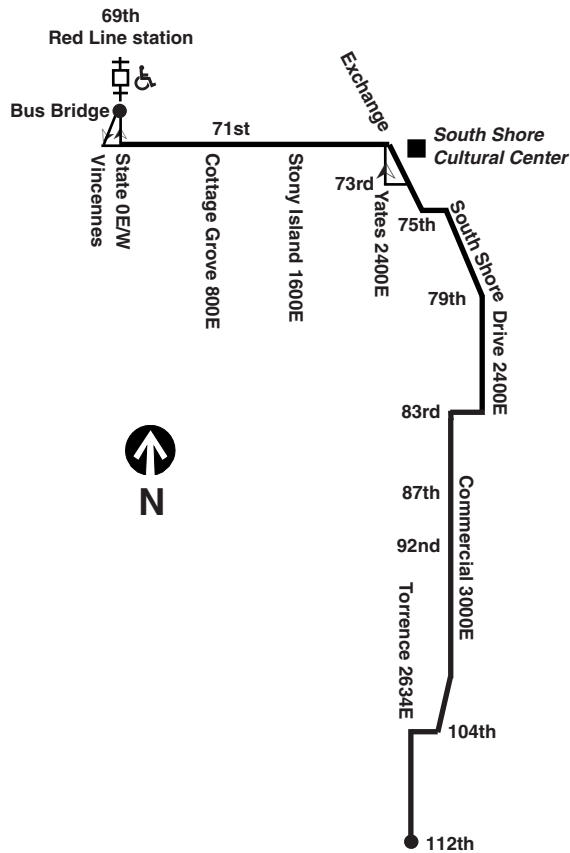 69th
Red Line station
Bus Bridge
71st
Exchange
South Shore
Cultural Center
Vincennes
State 0E/W
Cottage Grove 800E
Stony Island 1600E
73rd
Yates 2400E
75th
South Shore Drive 2400E
79th
83rd
87th
Commercial 3000E
92nd
Torrence 2634E
104th
112th
N